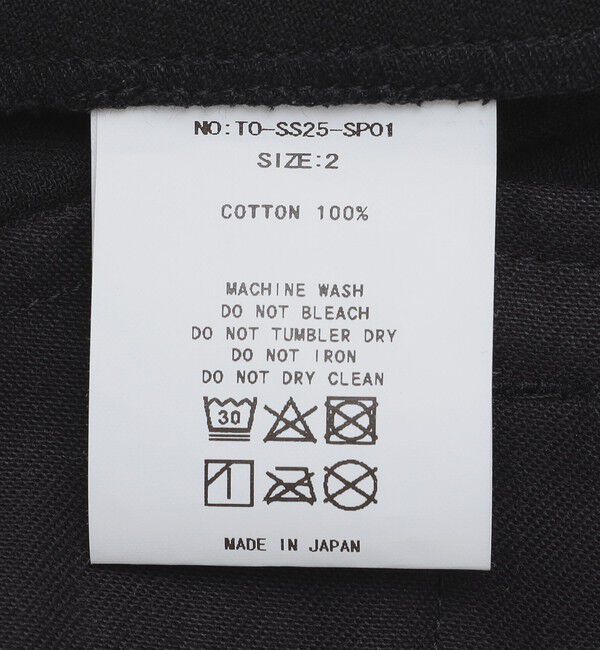 NO:TO-SS25-SP01
SIZE:2
COTTON 100%
MACHINE WASH
DO NOT BLEACH
DO NOT TUMBLER DRY
DO NOT IRON
DO NOT DRY CLEAN
30
MADE IN JAPAN